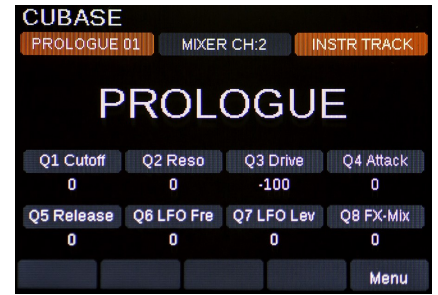 CUBASE
PROLOGUE 01 MIXER CH:2 INSTR TRACK
PROLOGUE
Q1 Cutoff Q2 Reso Q3 Drive Q4 Attack
0 0 -100 0
Q5 Release Q6 LFO Fre Q7 LFO Lev Q8 FX-Mix
0 0 0 0
Menu